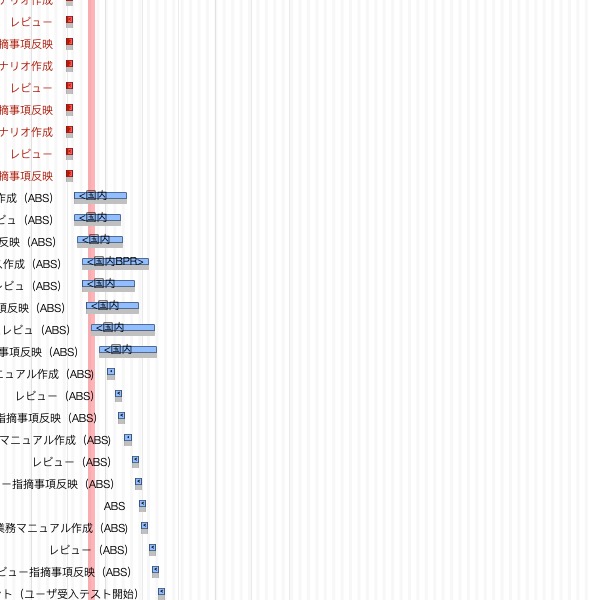 ナリオ作成
レビュー
摘事項反映
ナリオ作成
レビュー
摘事項反映
ナリオ作成
レビュー
摘事項反映
作成（ABS） <国内
ビュ（ABS） <国内
反映（ABS） <国内
作成（ABS） <国内BPR>
レビュ（ABS） <国内
項反映（ABS） <国内
レビュ（ABS） <国内
事項反映（ABS） <国内
ニュアル作成（ABS）
レビュー（ABS）
指摘事項反映（ABS）
マニュアル作成（ABS）
レビュー（ABS）
ー指摘事項反映（ABS）
ABS
業務マニュアル作成（ABS）
レビュー（ABS）
ビュー指摘事項反映（ABS）
ト（ユーザ受入テスト開始）